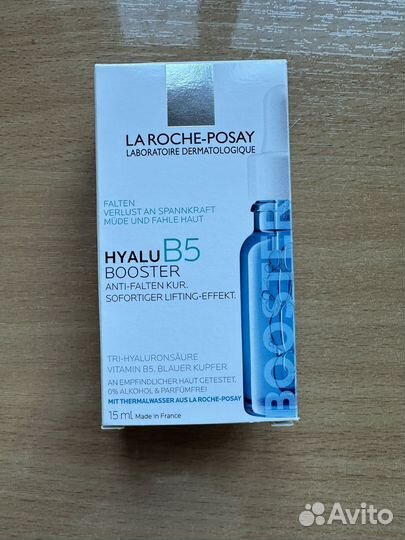 LA ROCHE-POSAY
LABORATOIRE DERMATOLOGIQUE
FALTEN
VERLUST AN SPANNKRAFT
MÜDE UND FAHLE HAUT
HYALU B5
BOOSTER
ANTI-FALTEN KUR.
SOFORTIGER LIFTING-EFFEKT.
TRI-HYALURONSÄURE
VITAMIN B5, BLAUER KUPFER
AN EMPFINDLICHER HAUT GETESTET,
0% ALKOHOL & PARFÜMFREI
MIT THERMALWASSER AUS LA ROCHE-POSAY
15 ml Made in France
BOOSTER
Avito